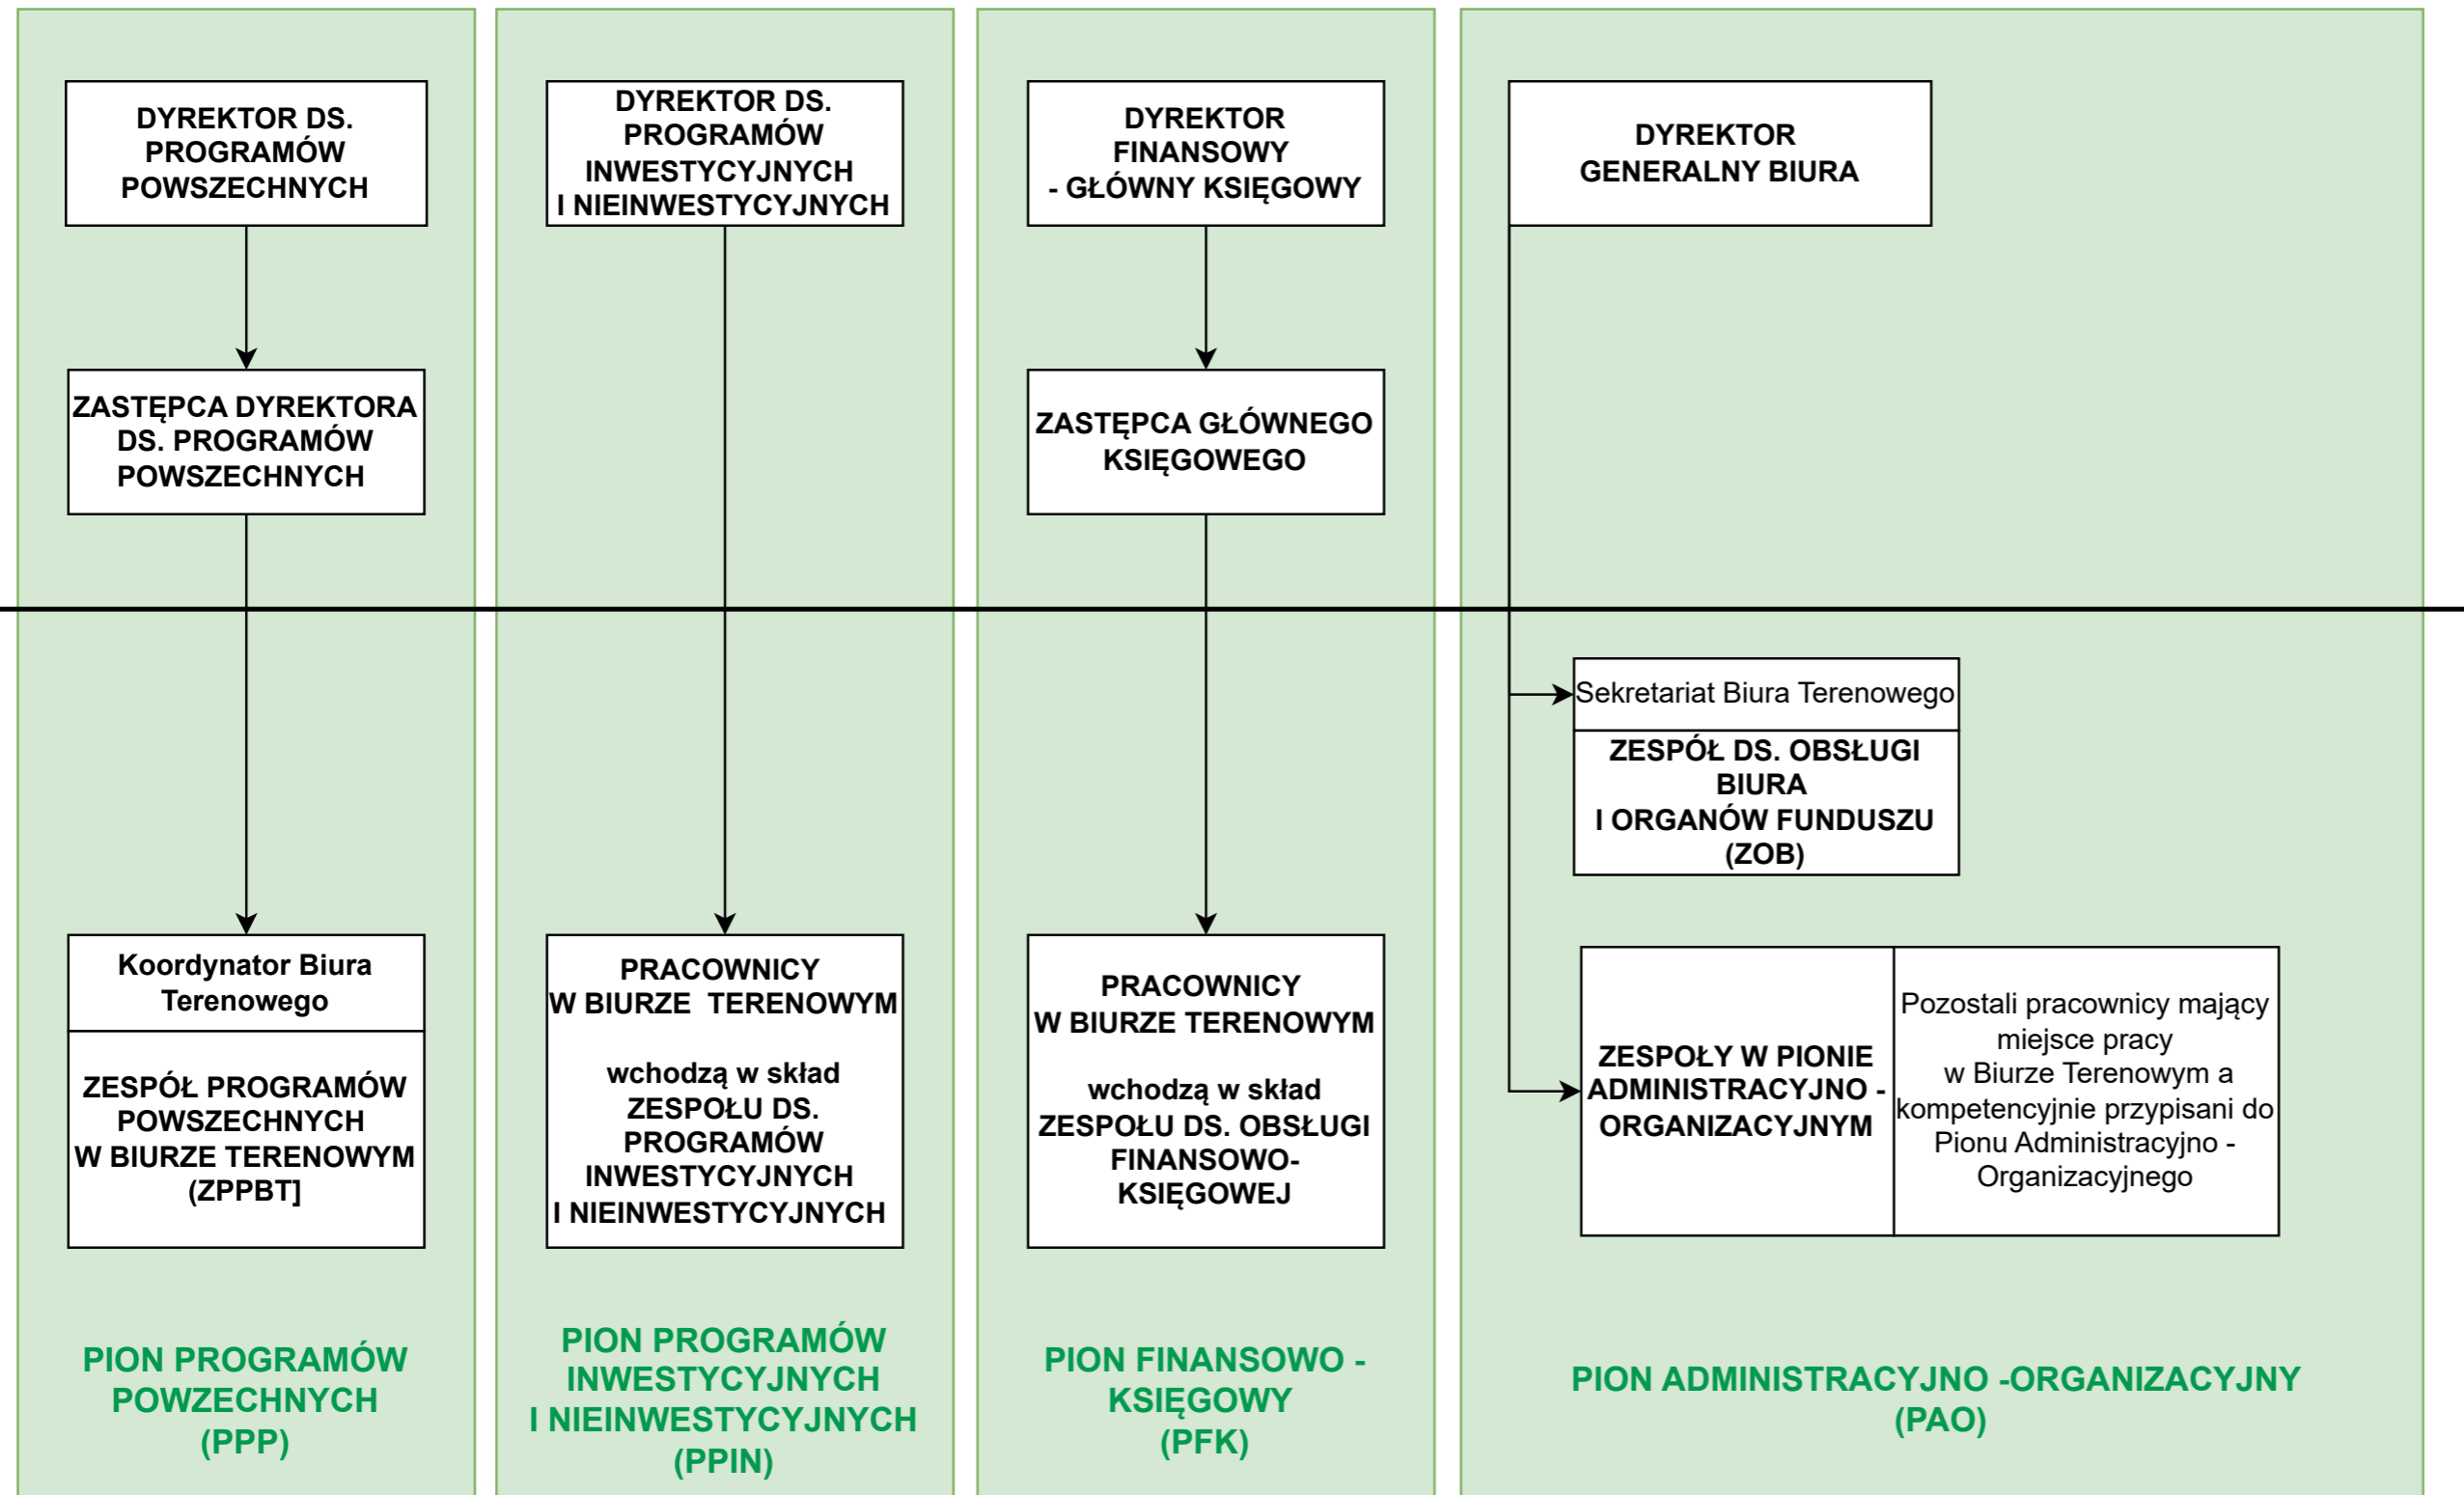 DYREKTOR DS.
PROGRAMÓW
POWSZECHNYCH
DYREKTOR DS.
PROGRAMÓW
INWESTYCYJNYCH
I NIEINWESTYCYJNYCH
DYREKTOR
FINANSOWY
- GŁÓWNY KSIĘGOWY
DYREKTOR
GENERALNY BIURA
ZASTĘPCA DYREKTORA
DS. PROGRAMÓW
POWSZECHNYCH
ZASTĘPCA GŁÓWNEGO
KSIĘGOWEGO
Sekretariat Biura Terenowego
ZESPÓŁ DS. OBSŁUGI
BIURA
I ORGANÓW FUNDUSZU
(ZOB)
Koordynator Biura
Terenowego
ZESPÓŁ PROGRAMÓW
POWSZECHNYCH
W BIURZE TERENOWYM
(ZPPBT]
PRACOWNICY
W BIURZE TERENOWYM
wchodzą w skład
ZESPOŁU DS.
PROGRAMÓW
INWESTYCYJNYCH
I NIEINWESTYCYJNYCH
PRACOWNICY
W BIURZE TERENOWYM
wchodzą w skład
ZESPOŁU DS. OBSŁUGI
FINANSOWO-
KSIĘGOWEJ
ZESPOŁY W PIONIE
ADMINISTRACYJNO -
ORGANIZACYJNYM
Pozostali pracownicy mający
miejsce pracy
w Biurze Terenowym a
kompetencyjnie przypisani do
Pionu Administracyjno -
Organizacyjnego
PION PROGRAMÓW
POWZECHNYCH
(PPP)
PION PROGRAMÓW
INWESTYCYJNYCH
I NIEINWESTYCYJNYCH
(PPIN)
PION FINANSOWO -
KSIĘGOWY
(PFK)
PION ADMINISTRACYJNO -ORGANIZACYJNY
(PAO)